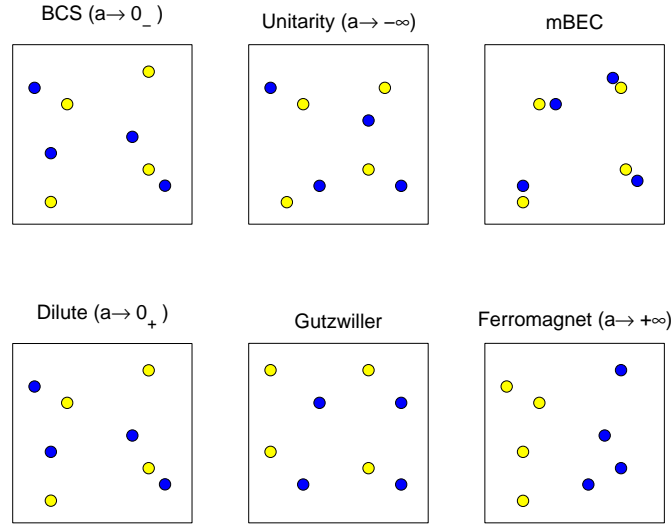 BCS (a→ 0_)
Unitarity (a→ −∞)
mBEC
Dilute (a→ 0+)
Gutzwiller
Ferromagnet (a→ +∞)